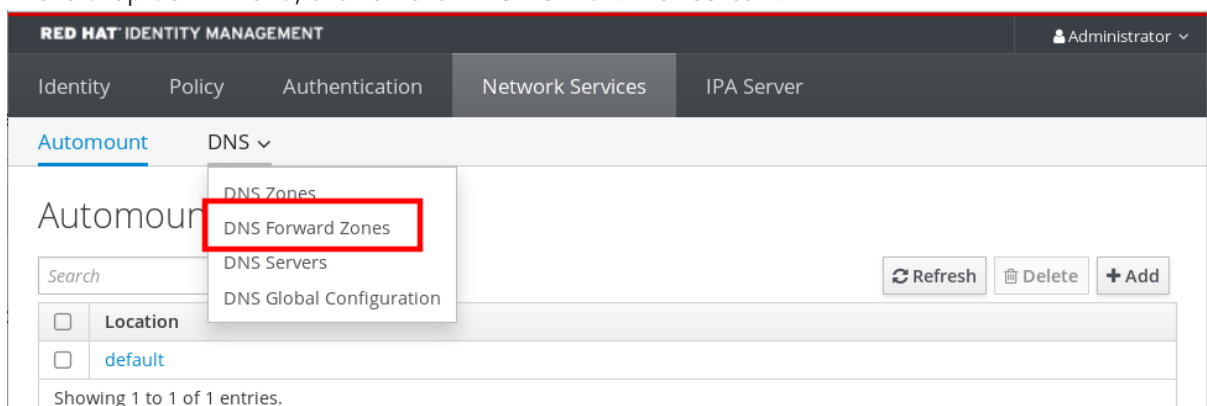 RED HAT® IDENTITY MANAGEMENT Administrator
Identity Policy Authentication Network Services IPA Server
Automount DNS
DNS Zones
DNS Forward Zones
DNS Servers
DNS Global Configuration
Search Refresh Delete Add
Location
default
Showing 1 to 1 of 1 entries.